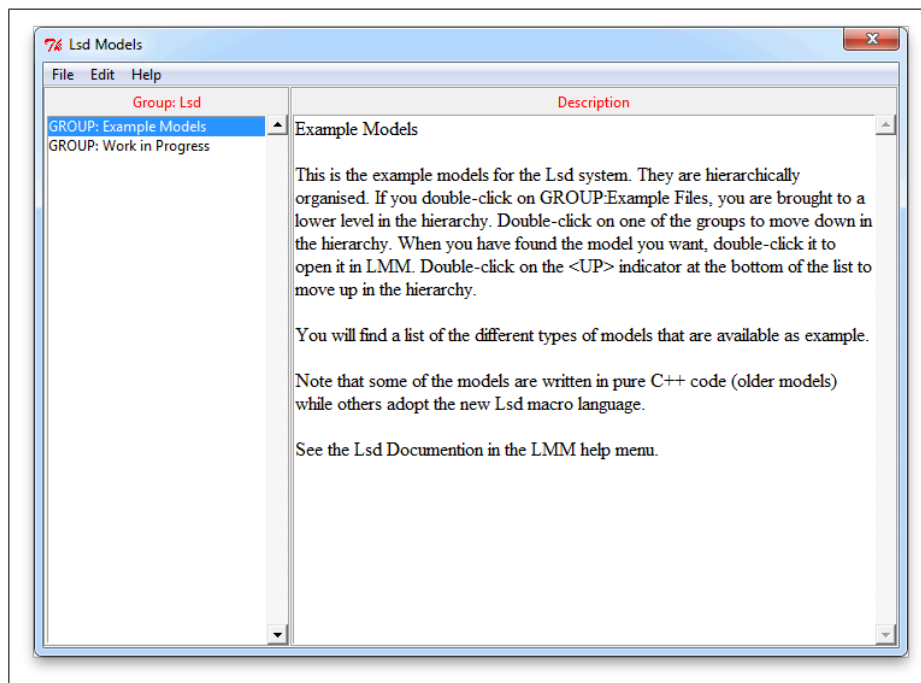 Lsd Models
File Edit Help
Group: Lsd
Description
GROUP: Example Models
GROUP: Work in Progress
Example Models
This is the example models for the Lsd system. They are hierarchically
organised. If you double-click on GROUP:Example Files, you are brought to a
lower level in the hierarchy. Double-click on one of the groups to move down in
the hierarchy. When you have found the model you want, double-click it to
open it in LMM. Double-click on the <UP> indicator at the bottom of the list to
move up in the hierarchy.
You will find a list of the different types of models that are available as example.
Note that some of the models are written in pure C++ code (older models)
while others adopt the new Lsd macro language.
See the Lsd Documention in the LMM help menu.